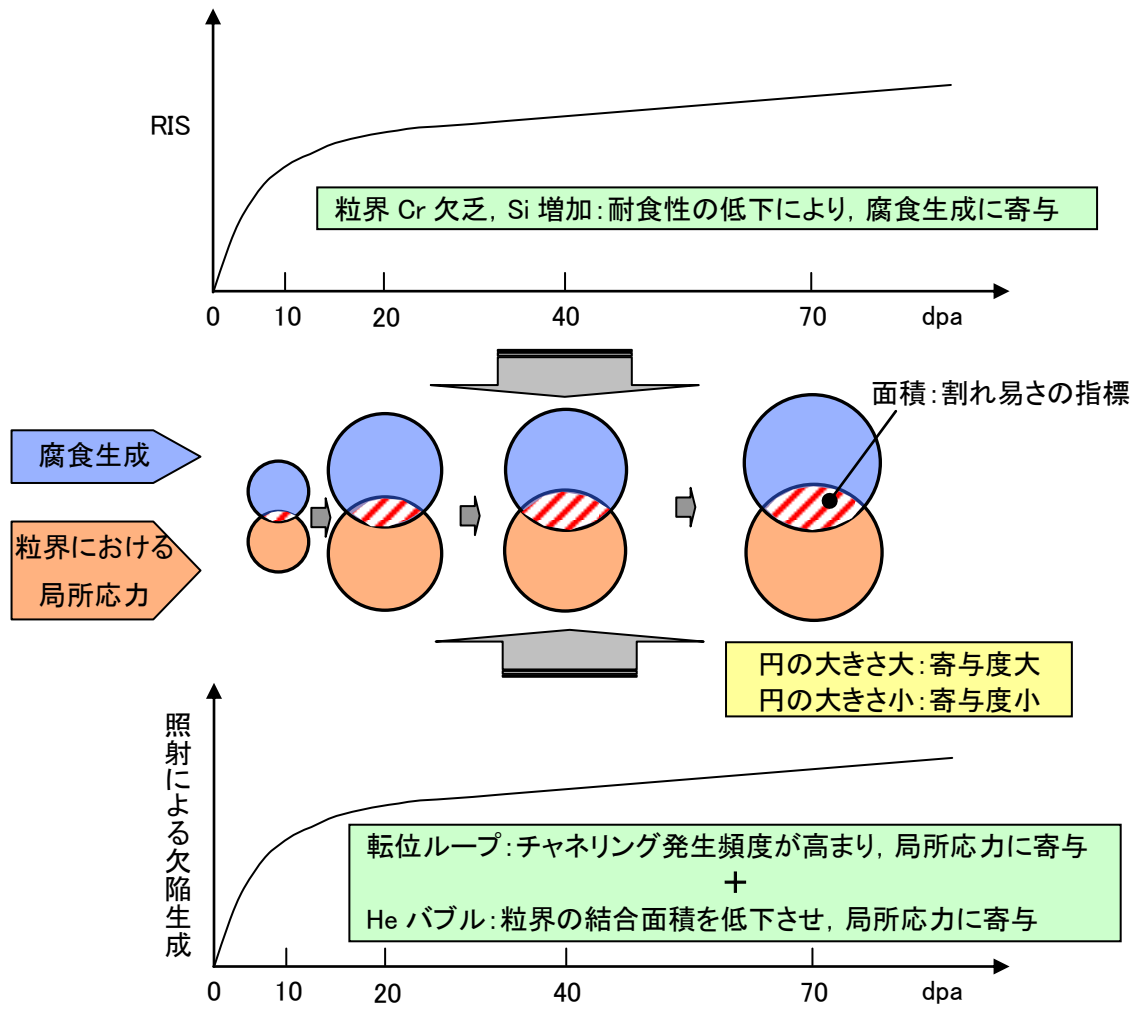 RIS
粒界 Cr 欠乏, Si 増加:耐食性の低下により, 腐食生成に寄与
0 10 20 40 70 dpa
面積:割れ易さの指標
腐食生成
粒界における
局所応力
円の大きさ大:寄与度大
円の大きさ小:寄与度小
照射による欠陥生成
転位ループ:チャネリング発生頻度が高まり, 局所応力に寄与
+
He バブル:粒界の結合面積を低下させ, 局所応力に寄与
0 10 20 40 70 dpa